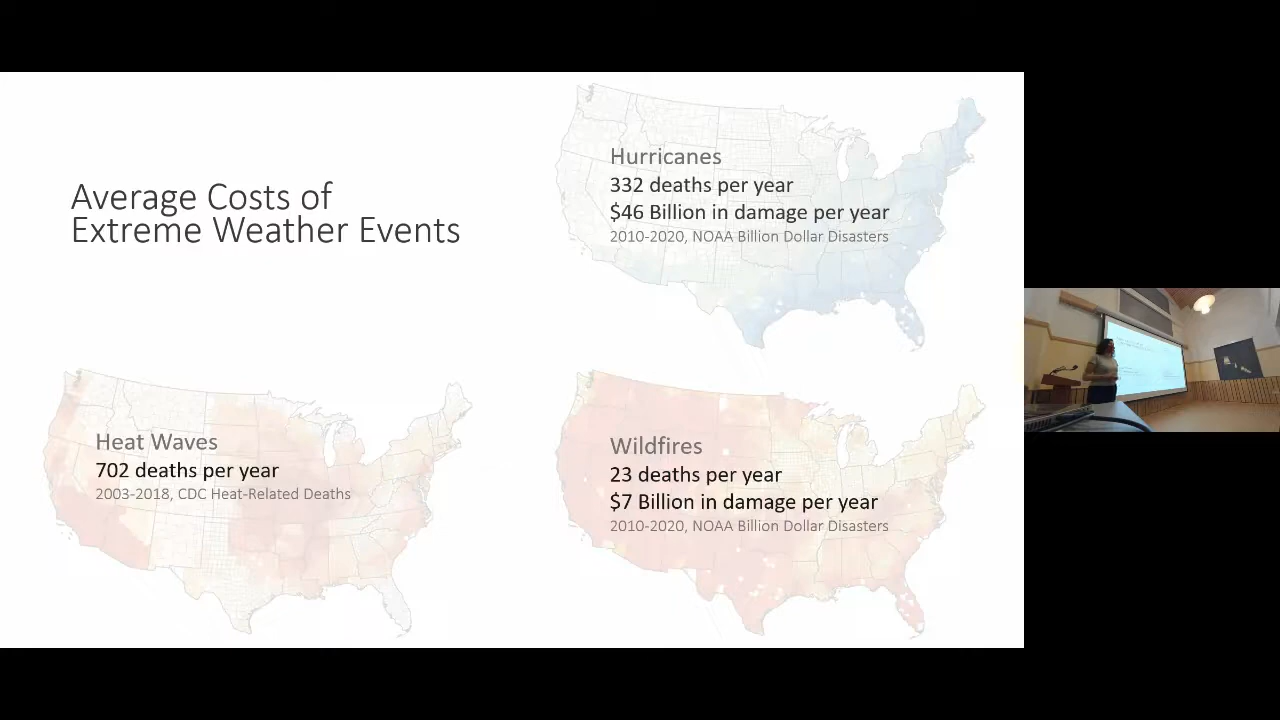 Average Costs of
Extreme Weather Events
Hurricanes
332 deaths per year
$46 Billion in damage per year
2010-2020, NOAA Billion Dollar Disasters
Heat Waves
702 deaths per year
2003-2018, CDC Heat-Related Deaths
Wildfires
23 deaths per year
$7 Billion in damage per year
2010-2020, NOAA Billion Dollar Disasters